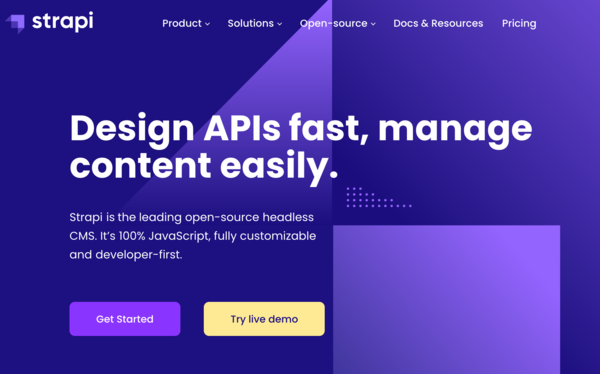 strapi
Product
Solutions
Open-source
Docs & Resources
Pricing
Design APIs fast, manage
content easily.
Strapi is the leading open-source headless
CMS. It’s 100% JavaScript, fully customizable
and developer-first.
Get Started
Try live demo